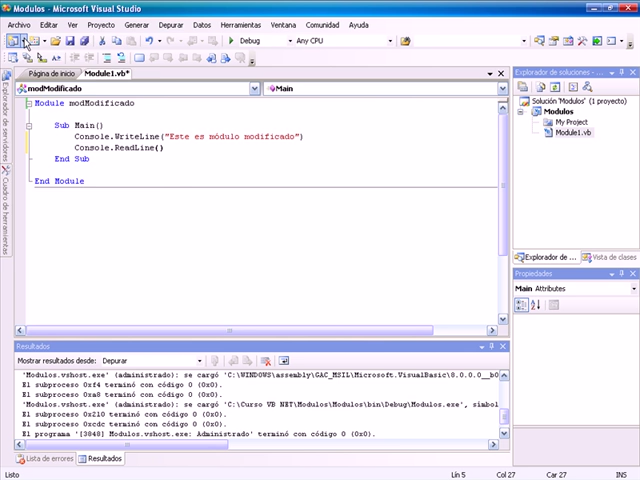 Modulos - Microsoft Visual Studio
Archivo Editar Ver Proyecto Generar Depurar Datos Herramientas Ventana Comunidad Ayuda
Debug Any CPU
Página de inicio Module1.vb*
modModificado Main
Module modModificado
Sub Main()
Console.WriteLine("Este es módulo modificado")
Console.ReadLine()
End Sub
End Module
Explorador de servidores
Cuadro de herramientas
Explorador de soluciones -
Solución 'Modulos' (1 proyecto)
Modulos
My Project
Module1.vb
Explorador de ... Vista de clases
Propiedades
Main Attributes
Resultados
Mostrar resultados desde: Depurar
'Modulos.vshost.exe' (administrado): se cargó 'C:\WINDOWS\assembly\GAC_MSIL\Microsoft.VisualBasic\8.0.0.0__b0
El subproceso 0xf4 terminó con código 0 (0x0).
El subproceso 0xa8 terminó con código 0 (0x0).
'Modulos.vshost.exe' (administrado): se cargó 'C:\Curso VB NET\Modulos\Modulos\bin\Debug\Modulos.exe', símbol
El subproceso 0x210 terminó con código 0 (0x0).
El subproceso 0xcdc terminó con código 0 (0x0).
El programa '[3848] Modulos.vshost.exe: Administrado' terminó con código 0 (0x0).
Lista de errores Resultados
Listo Lín 5 Col 27 Car 27 INS